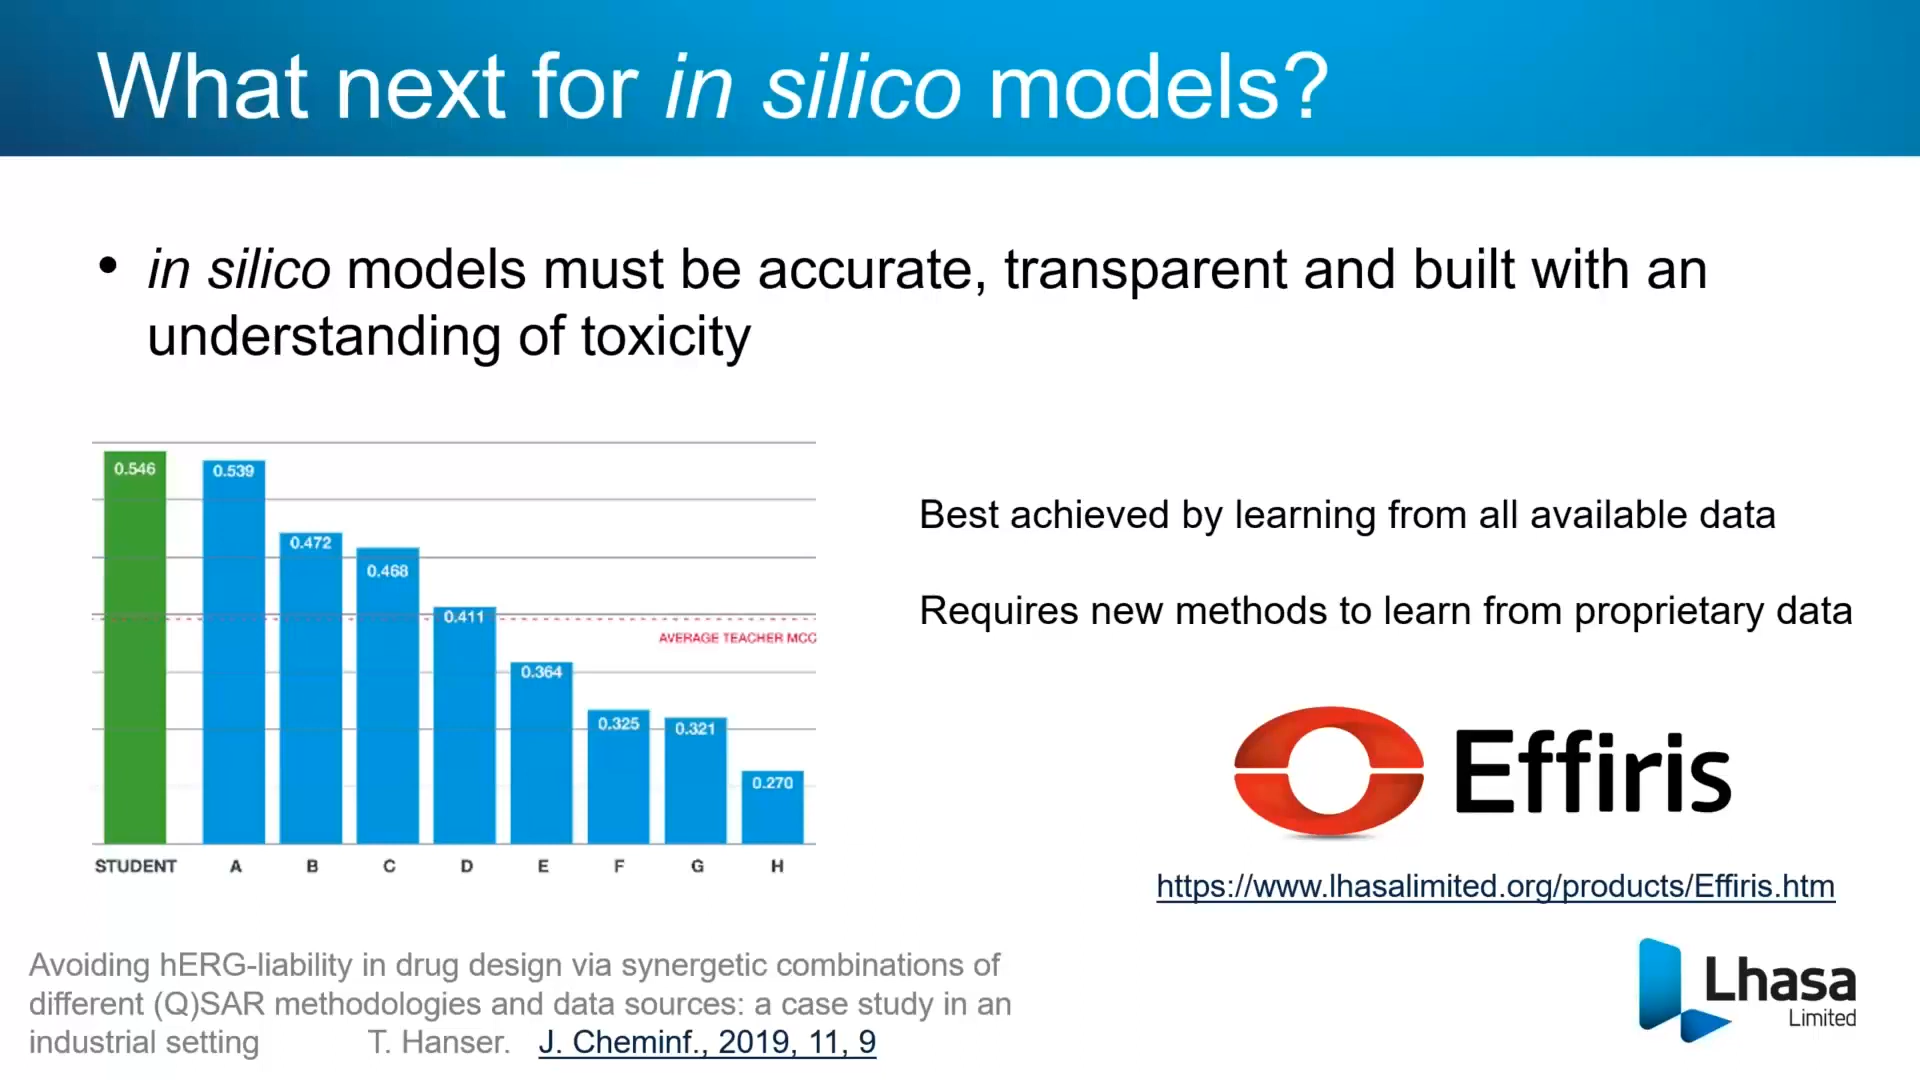 What next for in silico models?
• in silico models must be accurate, transparent and built with an
understanding of toxicity
0.546
0.539
0.472
0.468
0.411
AVERAGE TEACHER MCC
0.364
0.325
0.321
0.270
STUDENT A B C D E F G H
Best achieved by learning from all available data
Requires new methods to learn from proprietary data
Effiris
https://www.lhasalimited.org/products/Effiris.htm
Avoiding hERG-liability in drug design via synergetic combinations of
different (Q)SAR methodologies and data sources: a case study in an
industrial setting T. Hanser. J. Cheminf., 2019, 11, 9
Lhasa
Limited